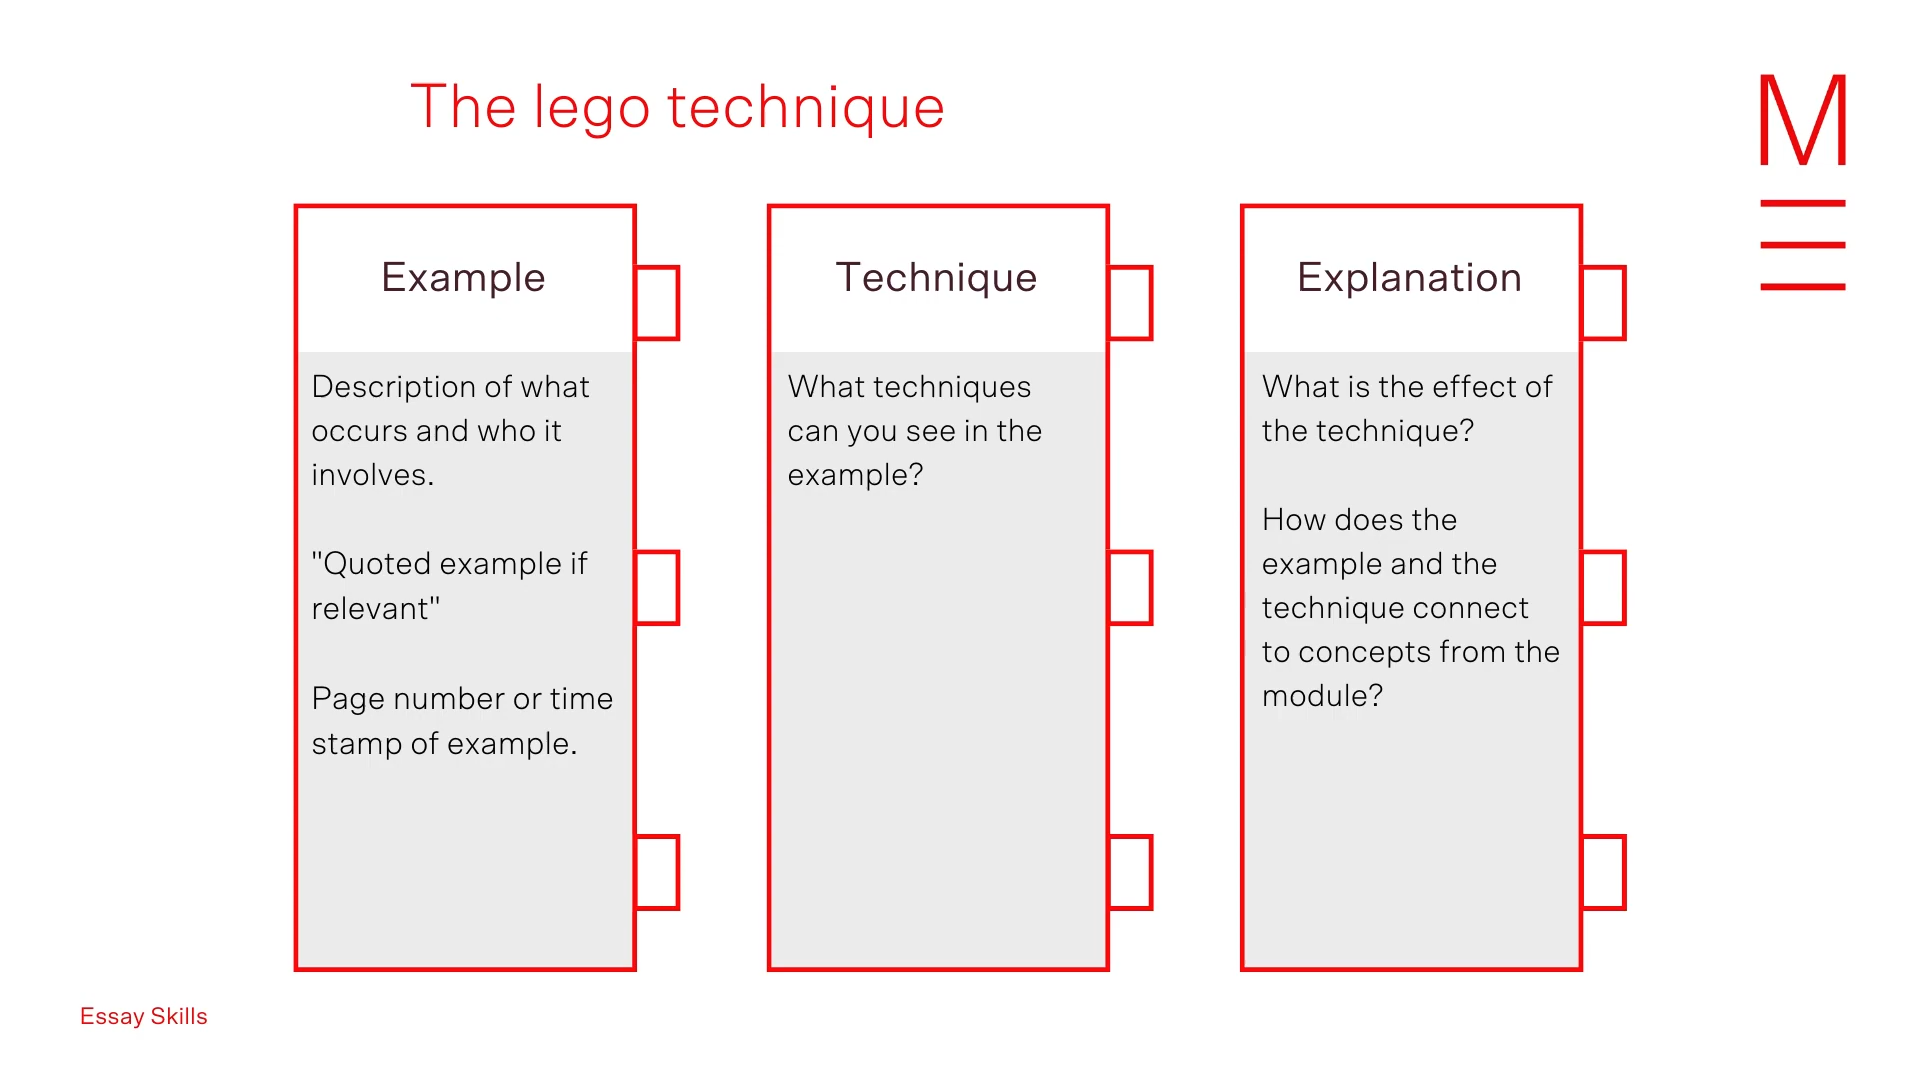 The lego technique
M
Example
Description of what
occurs and who it
involves.
"Quoted example if
relevant"
Page number or time
stamp of example.
Technique
What techniques
can you see in the
example?
Explanation
What is the effect of
the technique?
How does the
example and the
technique connect
to concepts from the
module?
Essay Skills